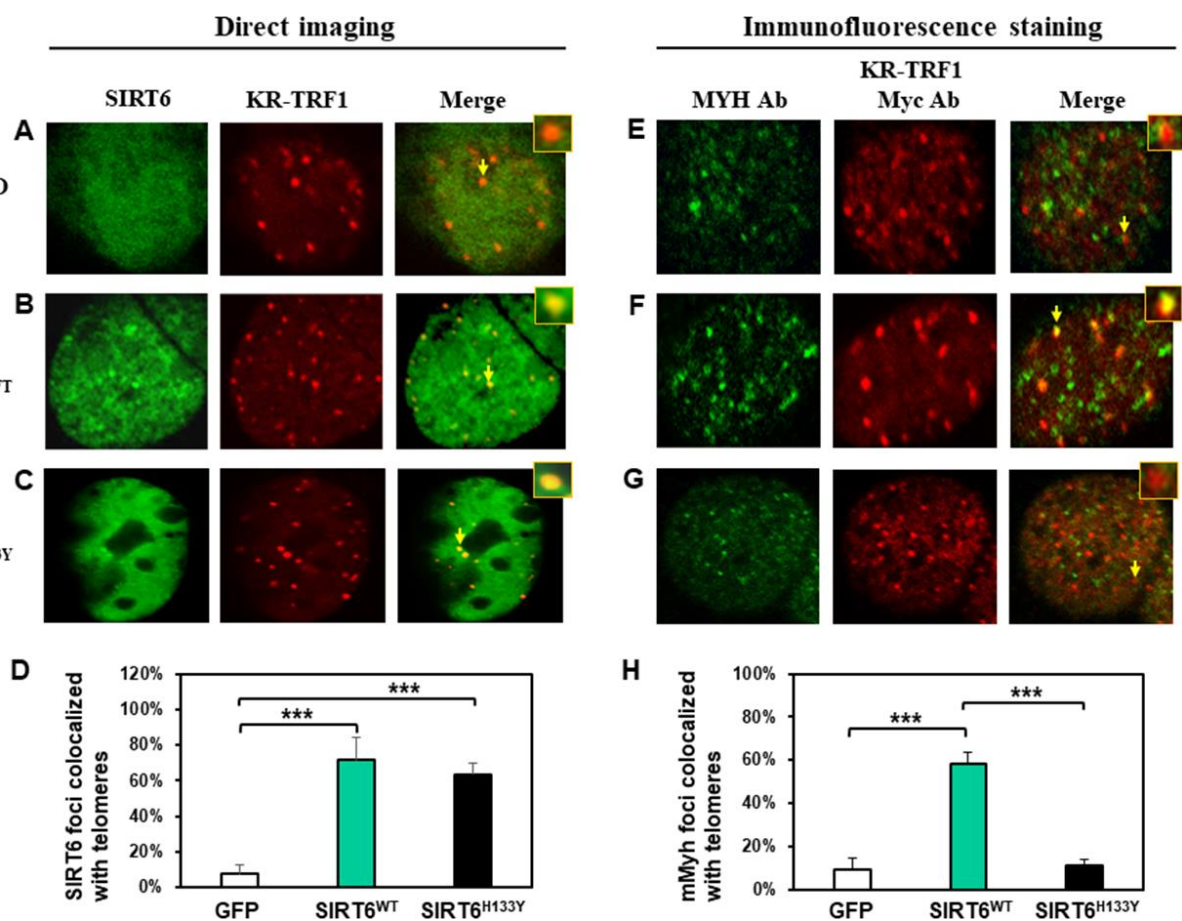 Direct imaging
Immunofluorescence staining
KR-TRF1
SIRT6 KR-TRF1 Merge
MYH Ab Myc Ab Merge
A
E
B
F
C
G
D
SIRT6 foci colocalized
with telomeres
120%
100%
80%
60%
40%
20%
0%
***
***
GFP SIRT6WT SIRT6H133Y
H
mMyh foci colocalized
with telomeres
100%
80%
60%
40%
20%
0%
***
***
GFP SIRT6WT SIRT6H133Y